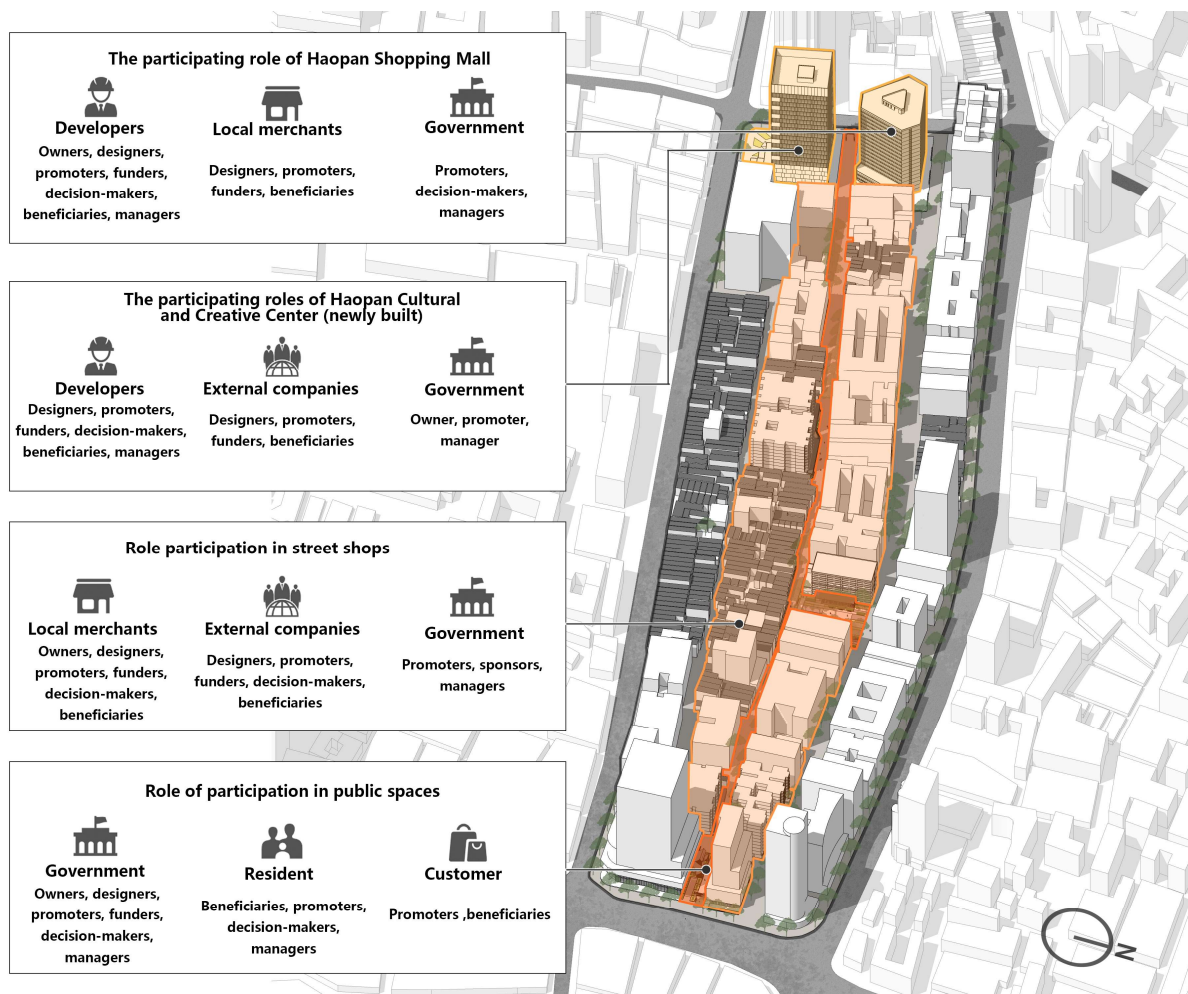 The participating role of Haopan Shopping Mall
Developers
Owners, designers,
promoters, funders,
decision-makers,
beneficiaries, managers
Local merchants
Designers, promoters,
funders, beneficiaries
Government
Promoters,
decision-makers,
managers
The participating roles of Haopan Cultural
and Creative Center (newly built)
Developers
Designers, promoters,
funders, decision-makers,
beneficiaries, managers
External companies
Designers, promoters,
funders, beneficiaries
Government
Owner, promoter,
manager
Role participation in street shops
Local merchants
Owners, designers,
promoters, funders,
decision-makers,
beneficiaries
External companies
Designers, promoters,
funders, decision-makers,
beneficiaries
Government
Promoters, sponsors,
managers
Role of participation in public spaces
Government
Owners, designers,
promoters, funders,
decision-makers,
managers
Resident
Beneficiaries, promoters,
decision-makers,
managers
Customer
Promoters ,beneficiaries
N